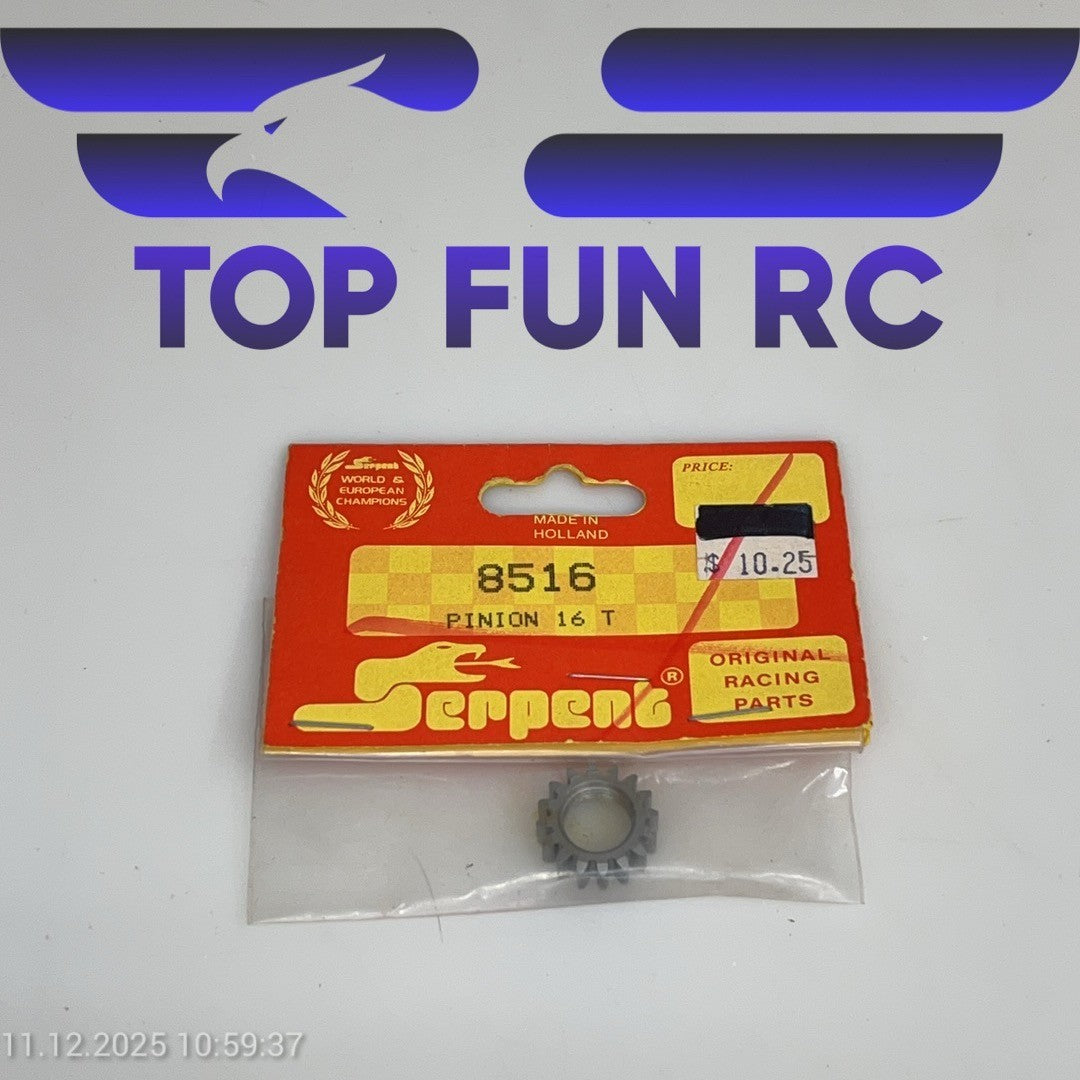 TOP FUN RC
Serpent
WORLD &
EUROPEAN
CHAMPIONS
MADE IN
HOLLAND
PRICE:
$ 10.25
8516
PINION 16 T
Serpent®
ORIGINAL
RACING
PARTS
11.12.2025 10:59:37